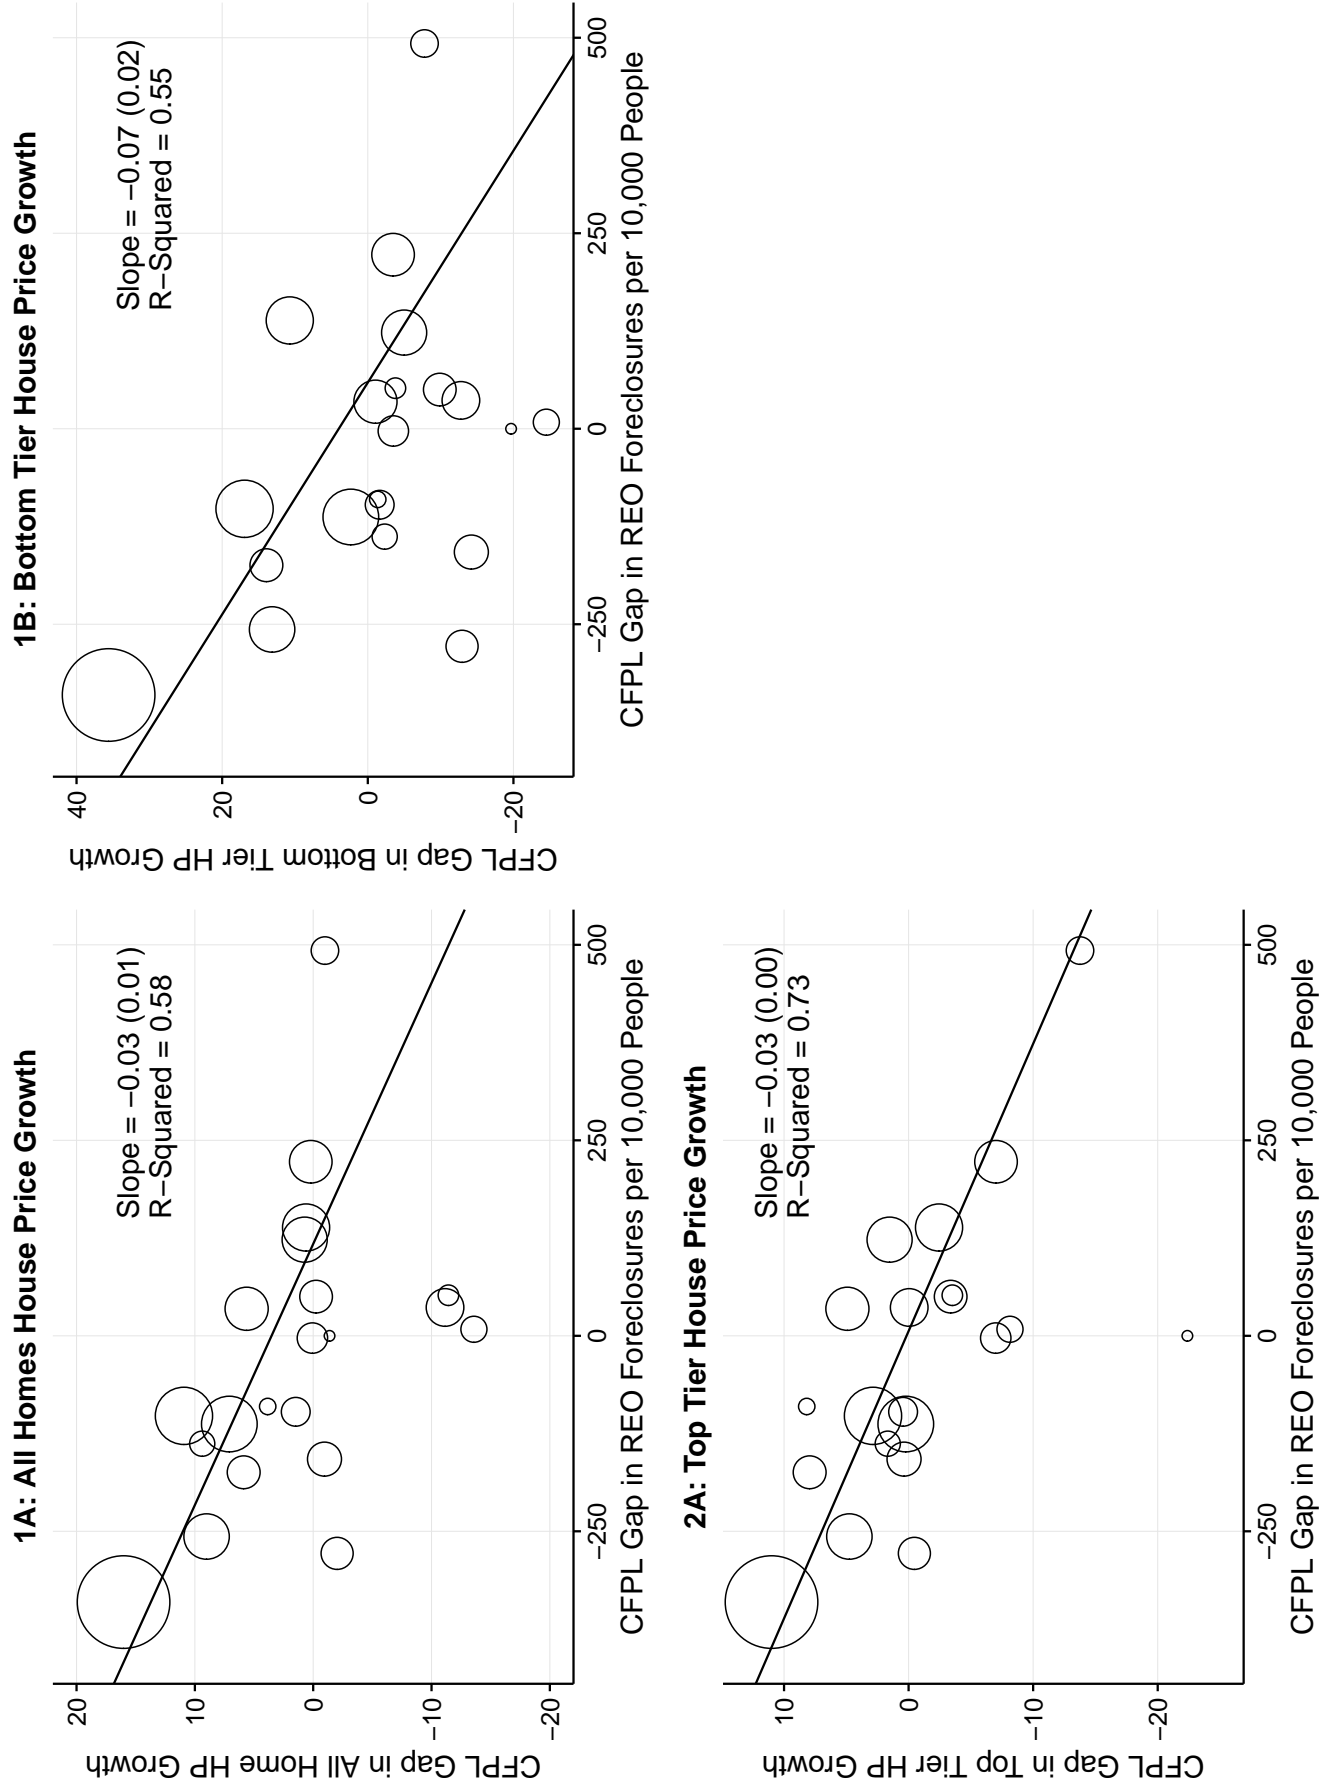 1A: All Homes House Price Growth
Slope = −0.03 (0.01)
R−Squared = 0.58
CFPL Gap in All Home HP Growth
20
10
0
−10
−20
−250
0
250
500
CFPL Gap in REO Foreclosures per 10,000 People
1B: Bottom Tier House Price Growth
Slope = −0.07 (0.02)
R−Squared = 0.55
CFPL Gap in Bottom Tier HP Growth
40
20
0
−20
−250
0
250
500
CFPL Gap in REO Foreclosures per 10,000 People
2A: Top Tier House Price Growth
Slope = −0.03 (0.00)
R−Squared = 0.73
CFPL Gap in Top Tier HP Growth
10
0
−10
−20
−250
0
250
500
CFPL Gap in REO Foreclosures per 10,000 People